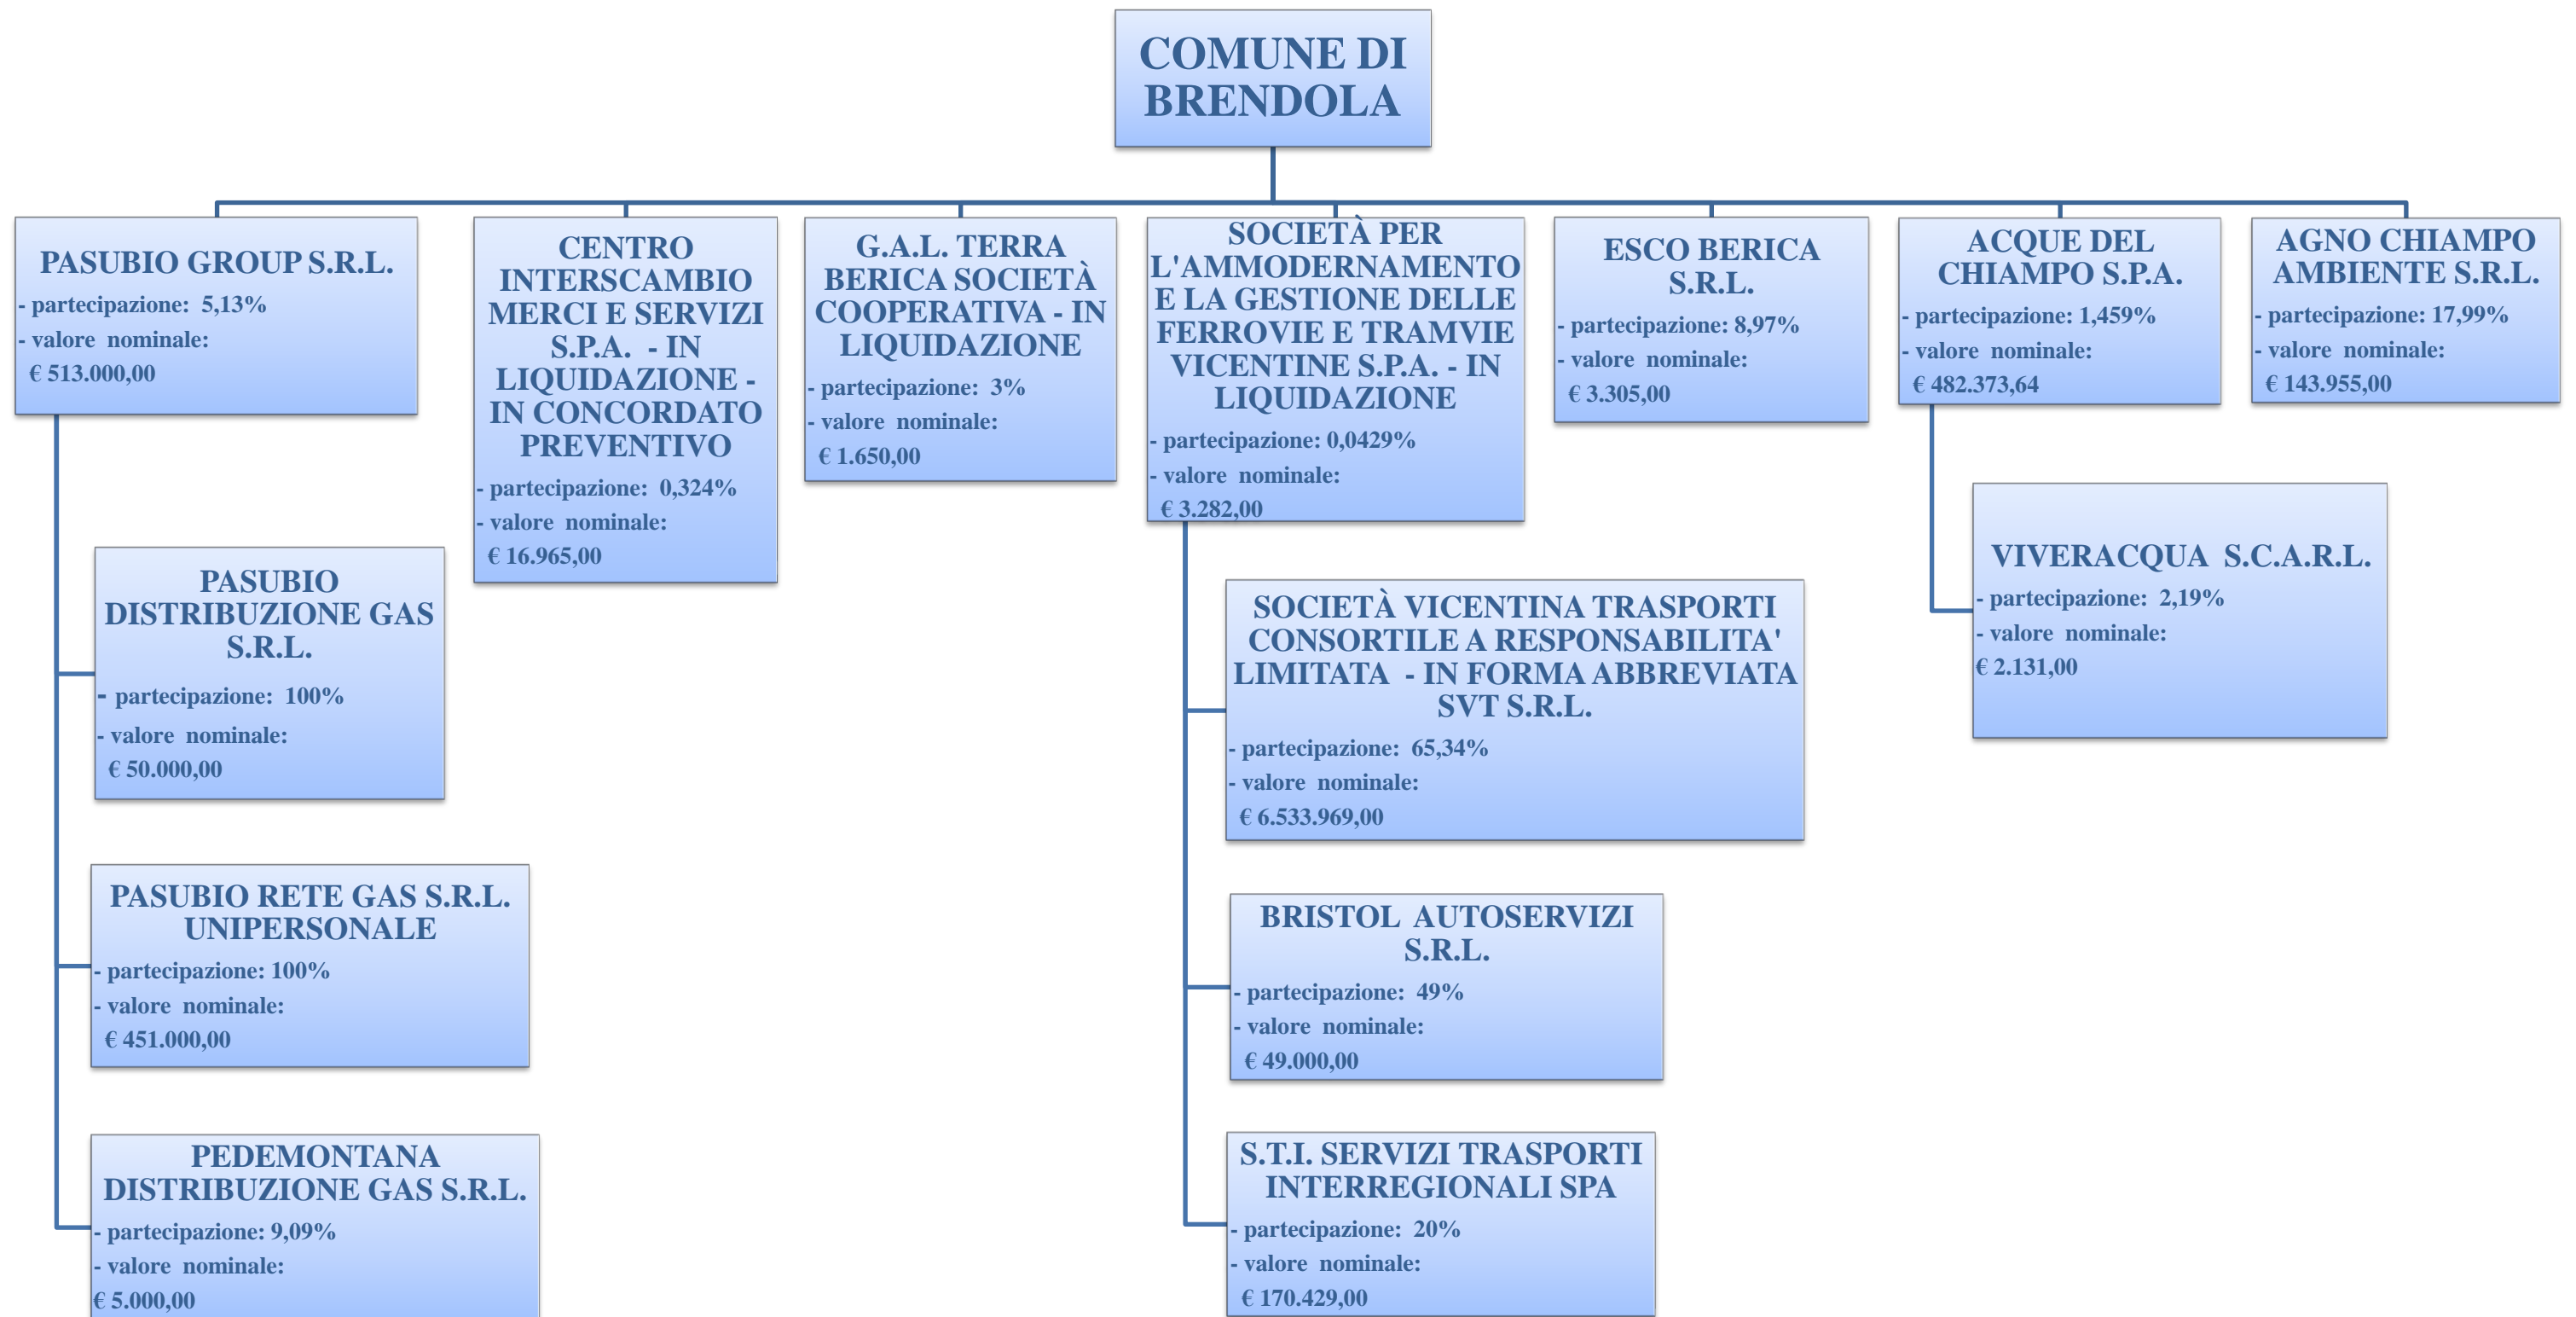 COMUNE DI
BRENDOLA
PASUBIO GROUP S.R.L.
- partecipazione: 5,13%
- valore nominale:
€ 513.000,00
CENTRO
INTERSCAMBIO
MERCI E SERVIZI
S.P.A. - IN
LIQUIDAZIONE -
IN CONCORDATO
PREVENTIVO
- partecipazione: 0,324%
- valore nominale:
€ 16.965,00
G.A.L. TERRA
BERICA SOCIETÀ
COOPERATIVA - IN
LIQUIDAZIONE
- partecipazione: 3%
- valore nominale:
€ 1.650,00
SOCIETÀ PER
L'AMMODERNAMENTO
E LA GESTIONE DELLE
FERROVIE E TRAMVIE
VICENTINE S.P.A. - IN
LIQUIDAZIONE
- partecipazione: 0,0429%
- valore nominale:
€ 3.282,00
ESCO BERICA
S.R.L.
- partecipazione: 8,97%
- valore nominale:
€ 3.305,00
ACQUE DEL
CHIAMPO S.P.A.
- partecipazione: 1,459%
- valore nominale:
€ 482.373,64
AGNO CHIAMPO
AMBIENTE S.R.L.
- partecipazione: 17,99%
- valore nominale:
€ 143.955,00
PASUBIO
DISTRIBUZIONE GAS
S.R.L.
- partecipazione: 100%
- valore nominale:
€ 50.000,00
PASUBIO RETE GAS S.R.L.
UNIPERSONALE
- partecipazione: 100%
- valore nominale:
€ 451.000,00
PEDEMONTANA
DISTRIBUZIONE GAS S.R.L.
- partecipazione: 9,09%
- valore nominale:
€ 5.000,00
SOCIETÀ VICENTINA TRASPORTI
CONSORTILE A RESPONSABILITA'
LIMITATA - IN FORMA ABBREVIATA
SVT S.R.L.
- partecipazione: 65,34%
- valore nominale:
€ 6.533.969,00
BRISTOL AUTOSERVIZI
S.R.L.
- partecipazione: 49%
- valore nominale:
€ 49.000,00
S.T.I. SERVIZI TRASPORTI
INTERREGIONALI SPA
- partecipazione: 20%
- valore nominale:
€ 170.429,00
VIVERACQUA S.C.A.R.L.
- partecipazione: 2,19%
- valore nominale:
€ 2.131,00